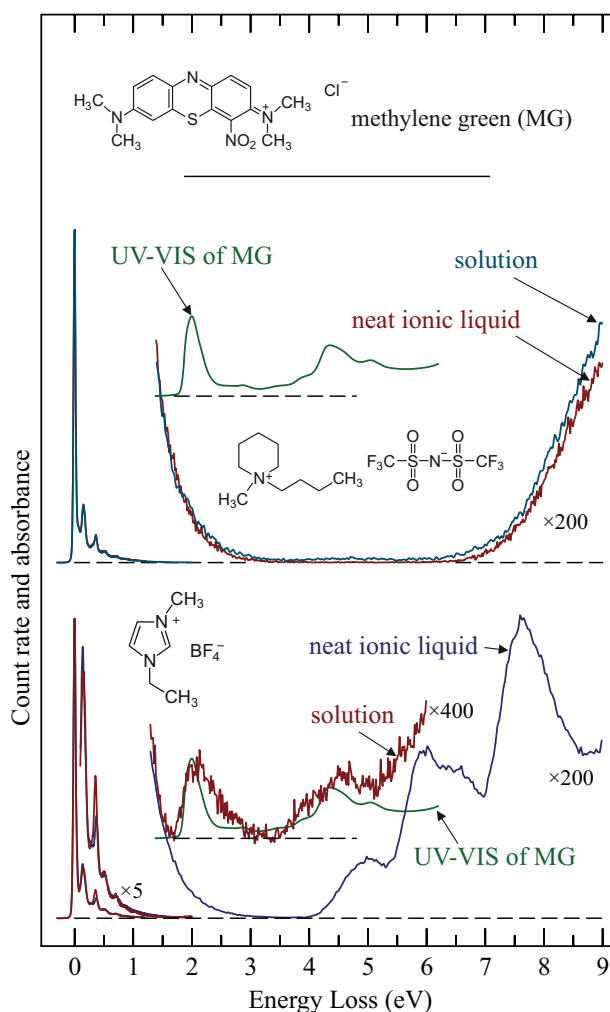 N
H₃C
N
CH₃
S
NO₂
N
+
CH₃
CH₃
Cl⁻
methylene green (MG)
UV-VIS of MG
solution
neat ionic liquid
N
+
H₃C
CH₃
O O
F₃C S N⁻ S CF₃
O O
×200
CH₃
N
+
N
CH₃
BF₄⁻
neat ionic liquid
solution
×400
×200
UV-VIS of MG
×5
0 1 2 3 4 5 6 7 8 9
Energy Loss (eV)
Count rate and absorbance